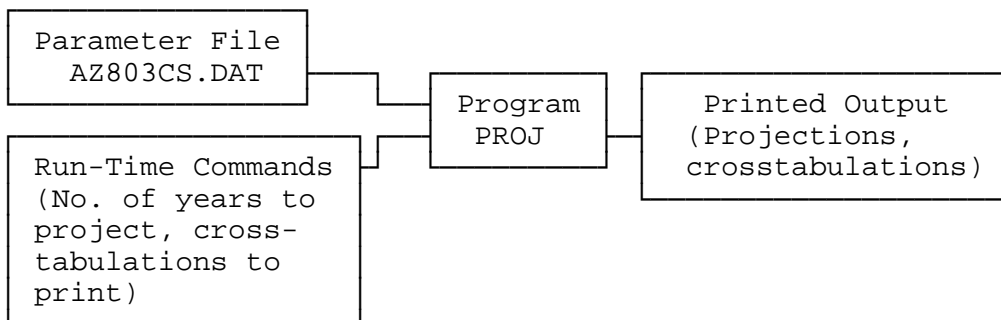 Parameter File
AZ803CS.DAT
Run-Time Commands
(No. of years to
project, cross-
tabulations to
print)
Program
PROJ
Printed Output
(Projections,
crosstabulations)